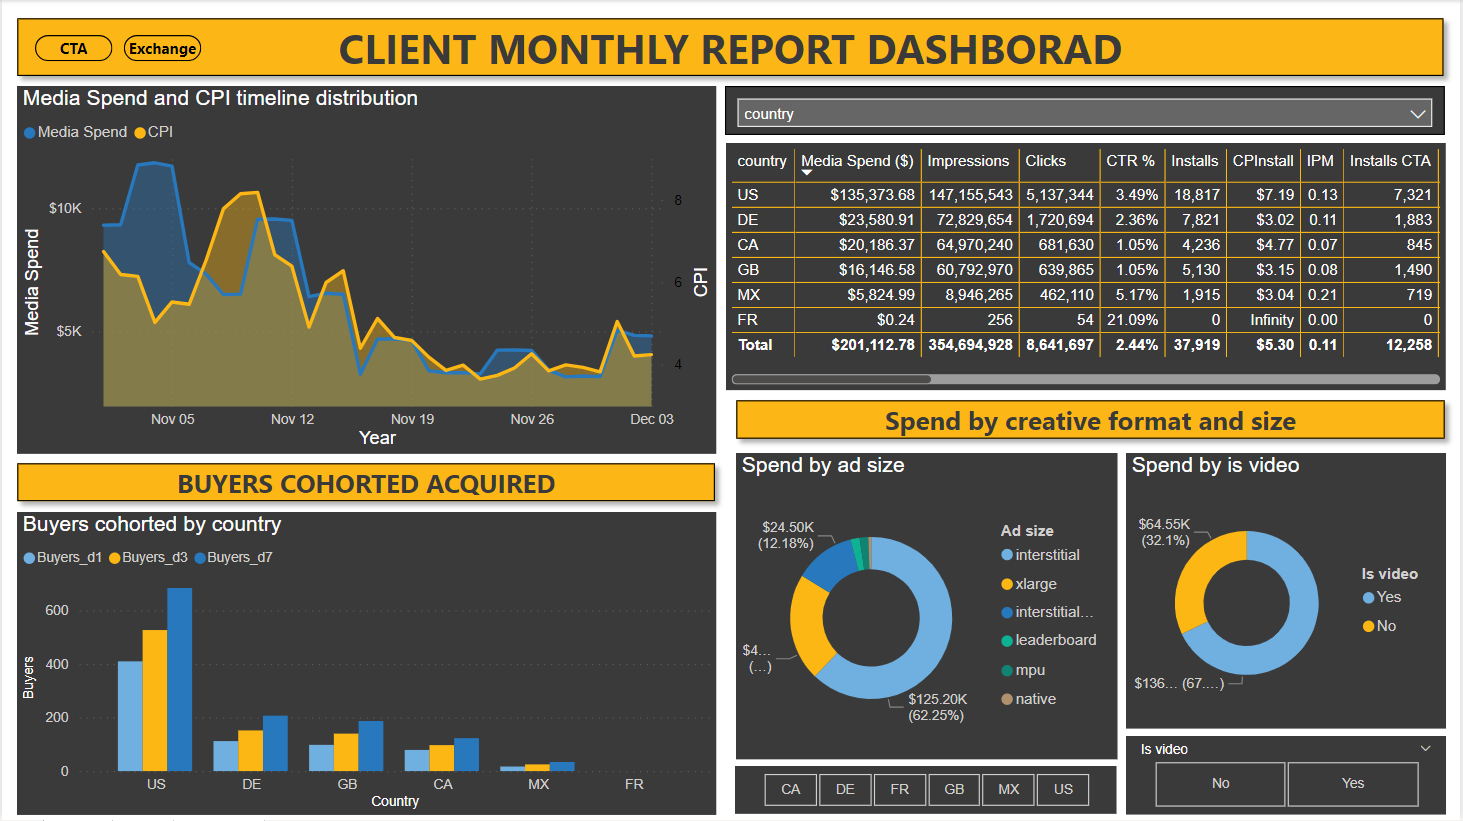 CTA
Exchange
CLIENT MONTHLY REPORT DASHBORAD
Media Spend and CPI timeline distribution
Media Spend CPI
$10K
$5K
8
6
4
Media Spend
CPI
Nov 05 Nov 12 Nov 19 Nov 26 Dec 03
Year
country
country Media Spend ($) Impressions Clicks CTR % Installs CPInstall IPM Installs CTA
US $135,373.68 147,155,543 5,137,344 3.49% 18,817 $7.19 0.13 7,321
DE $23,580.91 72,829,654 1,720,694 2.36% 7,821 $3.02 0.11 1,883
CA $20,186.37 64,970,240 681,630 1.05% 4,236 $4.77 0.07 845
GB $16,146.58 60,792,970 639,865 1.05% 5,130 $3.15 0.08 1,490
MX $5,824.99 8,946,265 462,110 5.17% 1,915 $3.04 0.21 719
FR $0.24 256 54 21.09% 0 Infinity 0.00 0
Total $201,112.78 354,694,928 8,641,697 2.44% 37,919 $5.30 0.11 12,258
BUYERS COHORTED ACQUIRED
Buyers cohorted by country
Buyers_d1 Buyers_d3 Buyers_d7
600
400
200
0
Buyers
US DE GB CA MX FR
Country
Spend by creative format and size
Spend by ad size
$24.50K
(12.18%)
$4...
(...)
$125.20K
(62.25%)
Ad size
interstitial
xlarge
interstitial...
leaderboard
mpu
native
CA DE FR GB MX US
Spend by is video
$64.55K
(32.1%)
$136... (67....)
Is video
Yes
No
Is video
No Yes